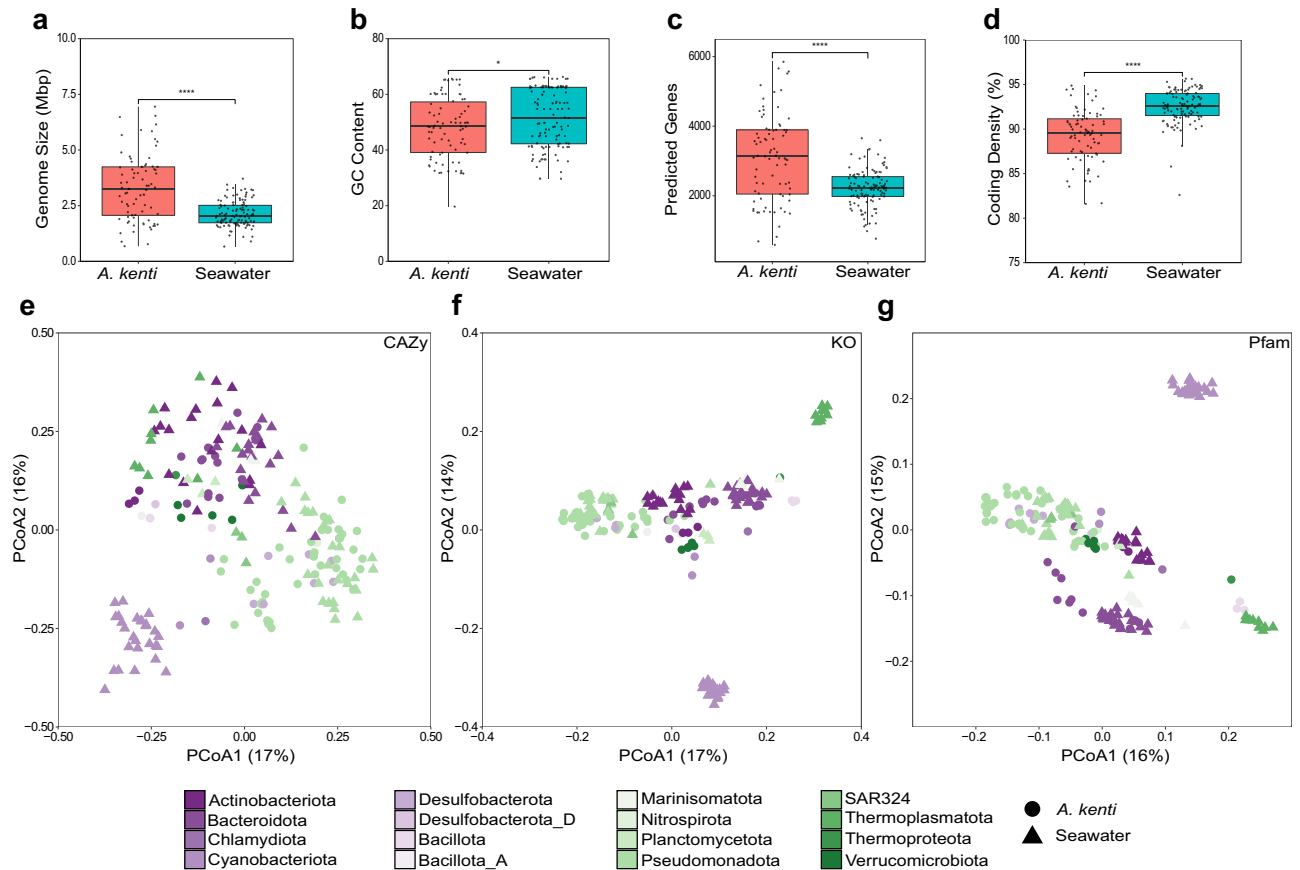 a
b
c
d
10.0
7.5
5.0
2.5
0.0
Genome Size (Mbp)
****
A. kenti
Seawater
80
60
40
20
0
GC Content
*
A. kenti
Seawater
6000
4000
2000
Predicted Genes
****
A. kenti
Seawater
100
95
90
85
80
75
Coding Density (%)
****
A. kenti
Seawater
e
f
g
CAZy
0.50
0.25
0.00
−0.25
−0.50
PCoA2 (16%)
−0.50
−0.25
0.00
0.25
0.50
PCoA1 (17%)
KO
0.4
0.2
0.0
−0.2
−0.4
PCoA2 (14%)
−0.4
−0.2
0.0
0.2
0.4
PCoA1 (17%)
Pfam
0.2
0.1
0.0
−0.1
−0.2
PCoA2 (15%)
−0.2
−0.1
0.0
0.1
0.2
PCoA1 (16%)
Actinobacteriota
Bacteroidota
Chlamydiota
Cyanobacteriota
Desulfobacterota
Desulfobacterota_D
Bacillota
Bacillota_A
Marinisomatota
Nitrospirota
Planctomycetota
Pseudomonadota
SAR324
Thermoplasmatota
Thermoproteota
Verrucomicrobiota
A. kenti
Seawater